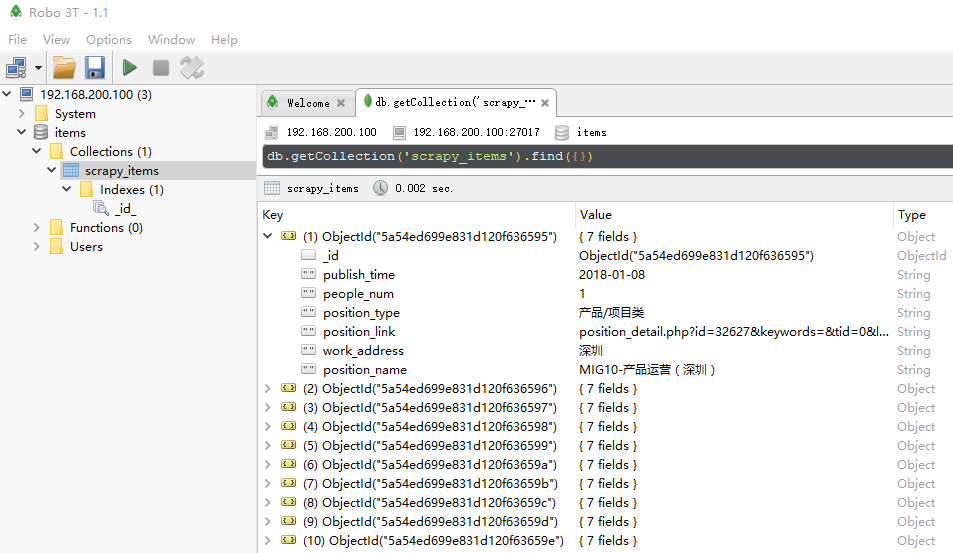 Robo 3T - 1.1
File View Options Window Help
192.168.200.100 (3)
System
items
Collections (1)
scrapy_items
Indexes (1)
_id_
Functions (0)
Users
Welcome
db.getCollection('scrapy_···
192.168.200.100 192.168.200.100:27017 items
db.getCollection('scrapy_items').find({})
scrapy_items 0.002 sec.
Key Value Type
(1) ObjectId("5a54ed699e831d120f636595") { 7 fields } Object
_id ObjectId("5a54ed699e831d120f636595") ObjectId
publish_time 2018-01-08 String
people_num 1 String
position_type 产品/项目类 String
position_link position_detail.php?id=32627&keywords=&tid=0&l... String
work_address 深圳 String
position_name MIG10-产品运营（深圳） String
(2) ObjectId("5a54ed699e831d120f636596") { 7 fields } Object
(3) ObjectId("5a54ed699e831d120f636597") { 7 fields } Object
(4) ObjectId("5a54ed699e831d120f636598") { 7 fields } Object
(5) ObjectId("5a54ed699e831d120f636599") { 7 fields } Object
(6) ObjectId("5a54ed699e831d120f63659a") { 7 fields } Object
(7) ObjectId("5a54ed699e831d120f63659b") { 7 fields } Object
(8) ObjectId("5a54ed699e831d120f63659c") { 7 fields } Object
(9) ObjectId("5a54ed699e831d120f63659d") { 7 fields } Object
(10) ObjectId("5a54ed699e831d120f63659e") { 7 fields } Object